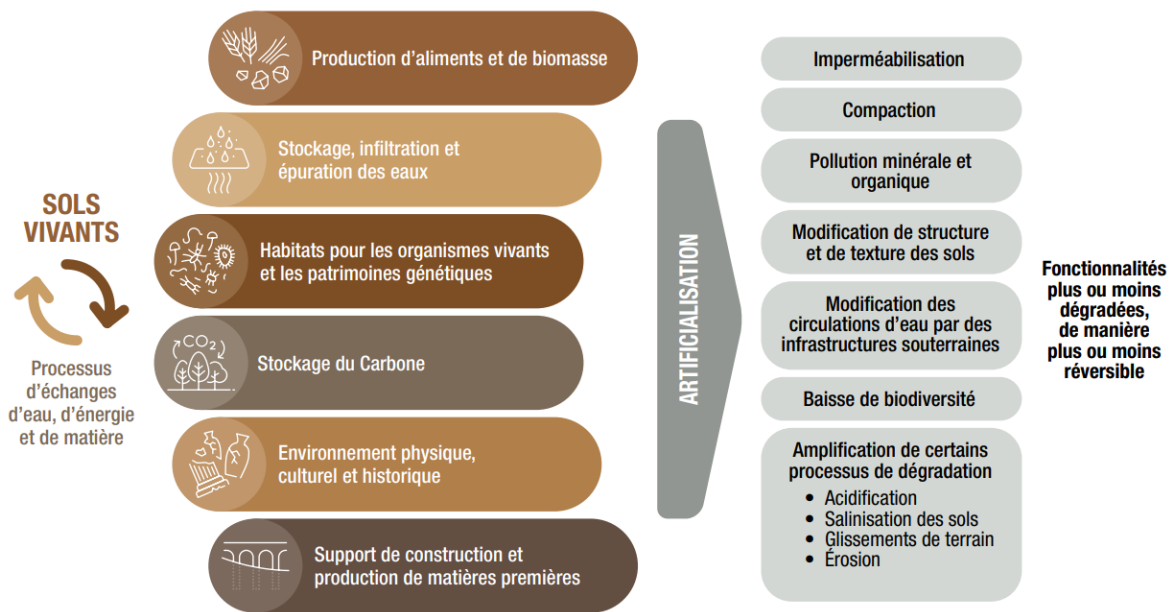 SOLS
VIVANTS
Processus
d’échanges
d’eau, d’énergie
et de matière
Production d’aliments et de biomasse
Stockage, infiltration et
épuration des eaux
Habitats pour les organismes vivants
et les patrimoines génétiques
CO2
Stockage du Carbone
Environnement physique,
culturel et historique
Support de construction et
production de matières premières
ARTIFICIALISATION
Imperméabilisation
Compaction
Pollution minérale et
organique
Modification de structure
et de texture des sols
Modification des
circulations d’eau par des
infrastructures souterraines
Baisse de biodiversité
Amplification de certains
processus de dégradation
• Acidification
• Salinisation des sols
• Glissements de terrain
• Érosion
Fonctionnalités
plus ou moins
dégradées,
de manière
plus ou moins
réversible